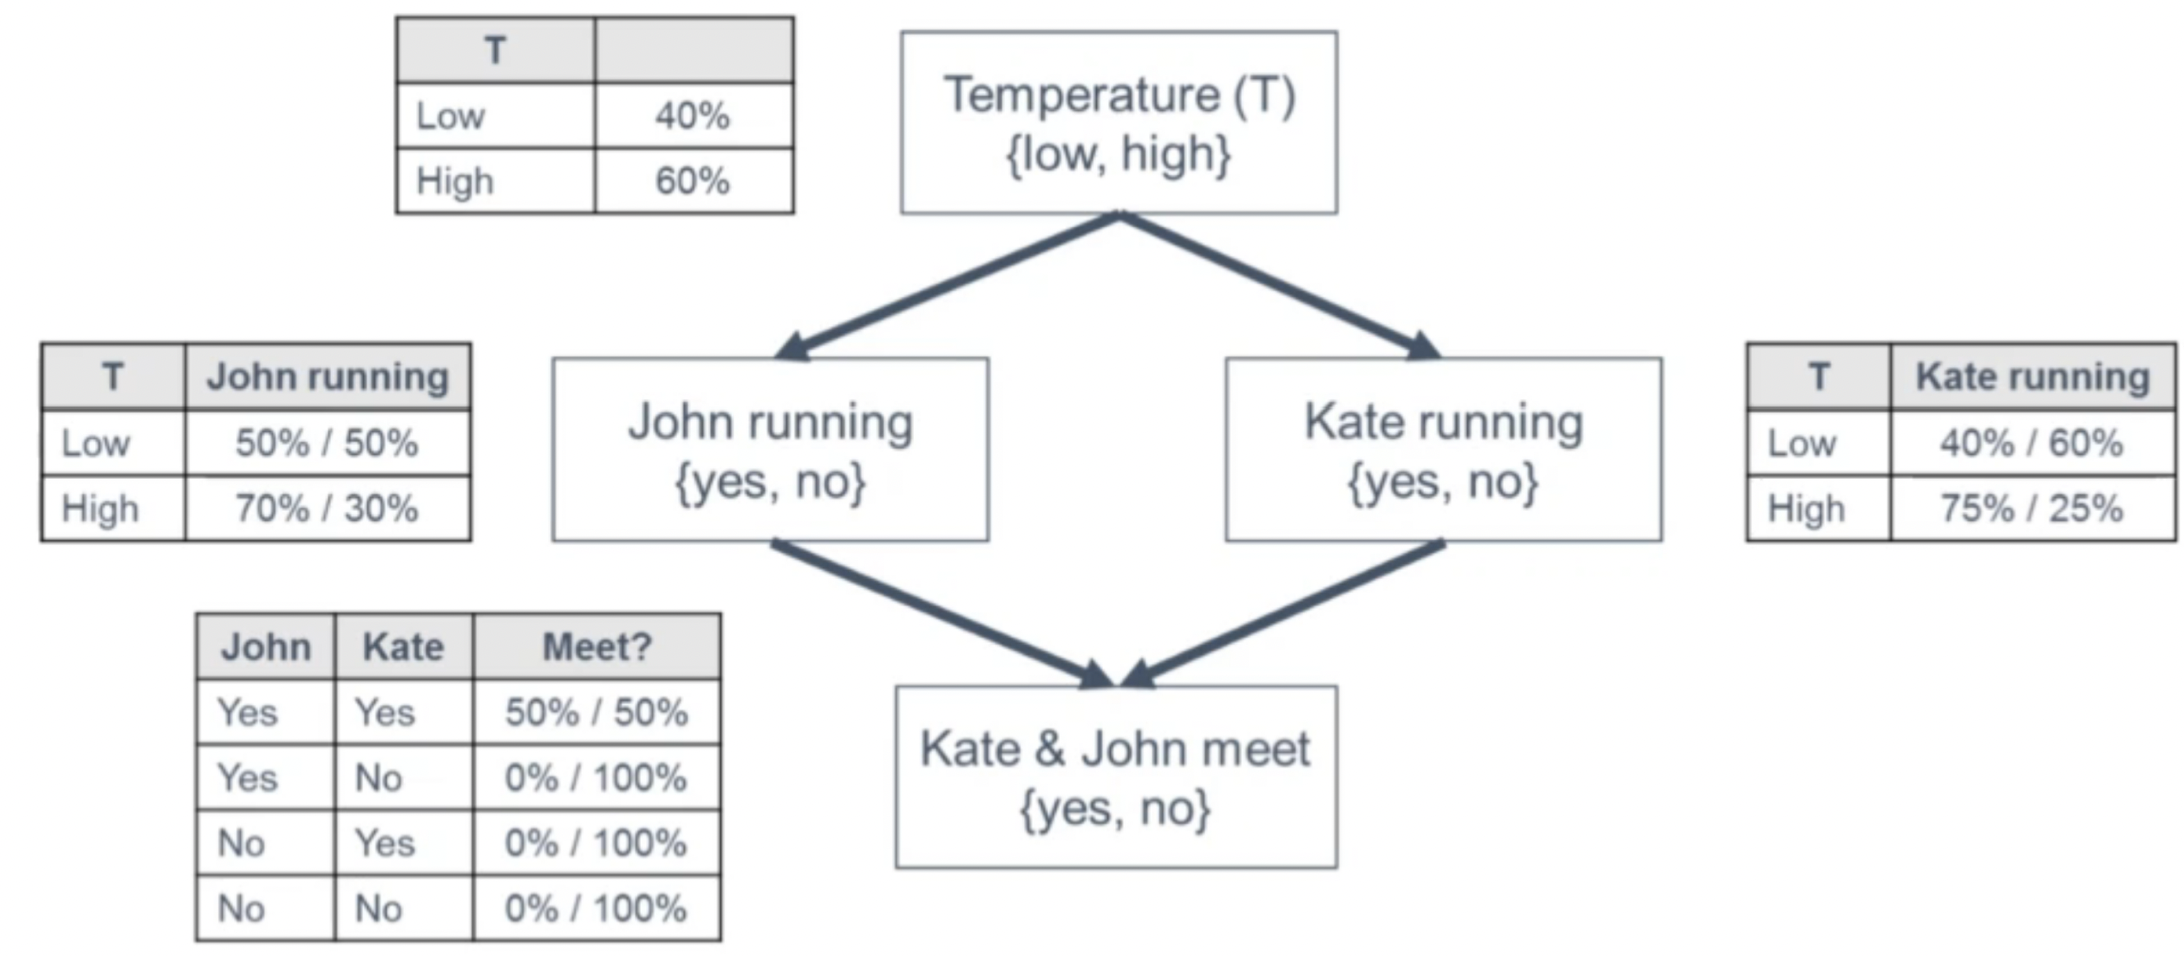 T
Low 40%
High 60%
Temperature (T)
{low, high}
T John running
Low 50% / 50%
High 70% / 30%
John running
{yes, no}
Kate running
{yes, no}
T Kate running
Low 40% / 60%
High 75% / 25%
John Kate Meet?
Yes Yes 50% / 50%
Yes No 0% / 100%
No Yes 0% / 100%
No No 0% / 100%
Kate & John meet
{yes, no}